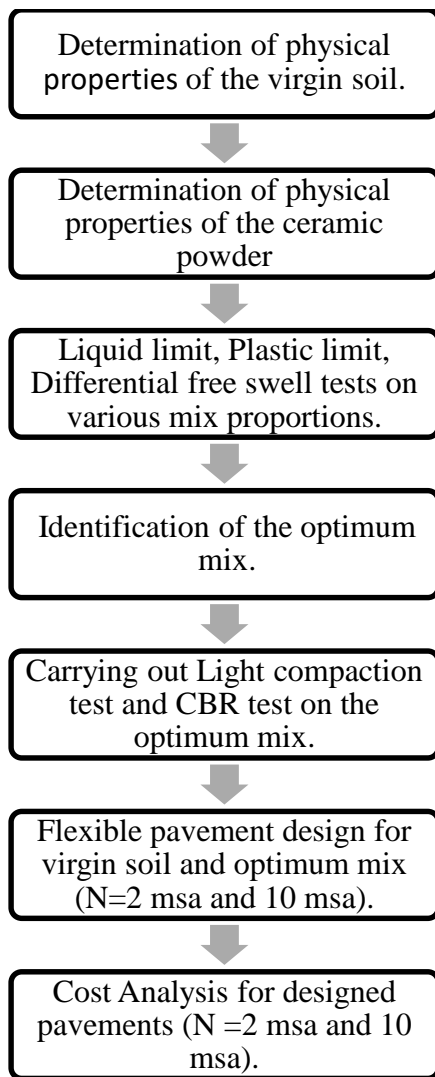 Determination of physical
properties of the virgin soil.
Determination of physical
properties of the ceramic
powder
Liquid limit, Plastic limit,
Differential free swell tests on
various mix proportions.
Identification of the optimum
mix.
Carrying out Light compaction
test and CBR test on the
optimum mix.
Flexible pavement design for
virgin soil and optimum mix
(N=2 msa and 10 msa).
Cost Analysis for designed
pavements (N =2 msa and 10
msa).